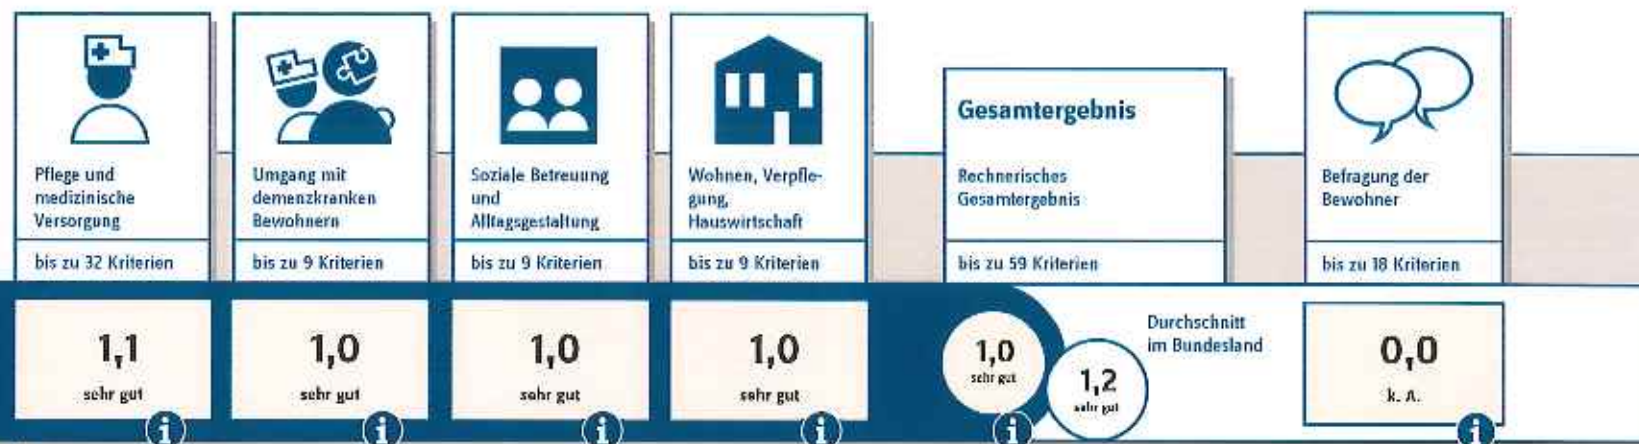 Pflege und
medizinische
Versorgung
bis zu 32 Kriterien
1,1
sehr gut
Umgang mit
demenzkranken
Bewohnern
bis zu 9 Kriterien
1,0
sehr gut
Soziale Betreuung
und
Alltagsgestaltung
bis zu 9 Kriterien
1,0
sehr gut
Wohnen, Verpfle-
gung,
Hauswirtschaft
bis zu 9 Kriterien
1,0
sehr gut
Gesamtergebnis
Rechnerisches
Gesamtergebnis
bis zu 59 Kriterien
1,0
sehr gut
Durchschnitt
im Bundesland
1,2
sehr gut
Befragung der
Bewohner
bis zu 18 Kriterien
0,0
k. A.